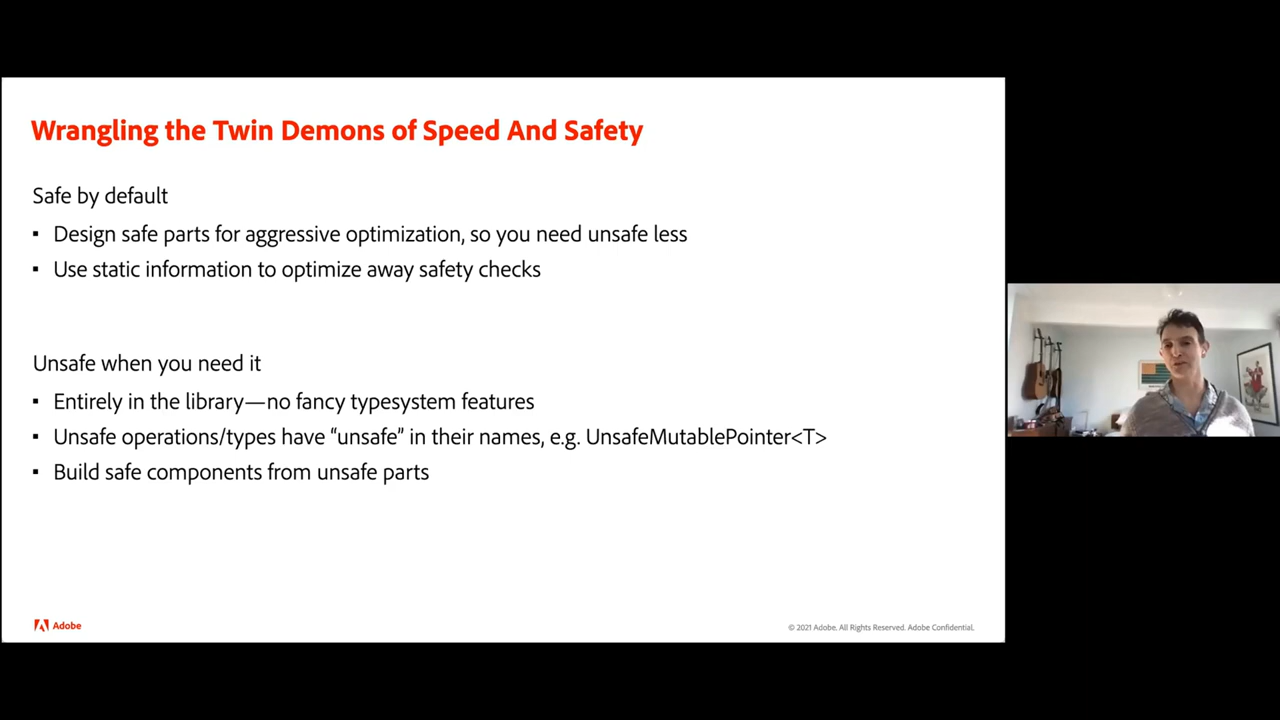 Wrangling the Twin Demons of Speed And Safety
Safe by default
▪ Design safe parts for aggressive optimization, so you need unsafe less
▪ Use static information to optimize away safety checks
Unsafe when you need it
▪ Entirely in the library—no fancy typesystem features
▪ Unsafe operations/types have “unsafe” in their names, e.g. UnsafeMutablePointer<T>
▪ Build safe components from unsafe parts
Adobe
© 2021 Adobe. All Rights Reserved. Adobe Confidential.